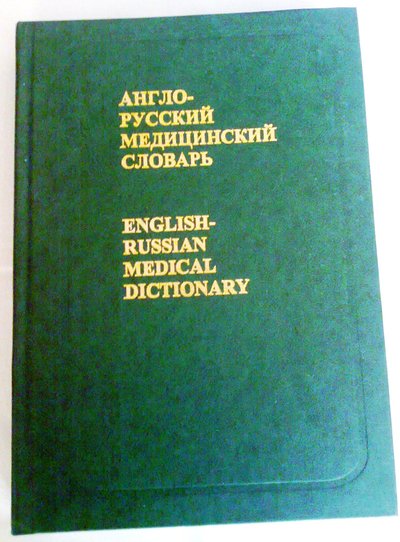 АНГЛО-
РУССКИЙ
МЕДИЦИНСКИЙ
СЛОВАРЬ
ENGLISH-
RUSSIAN
MEDICAL
DICTIONARY